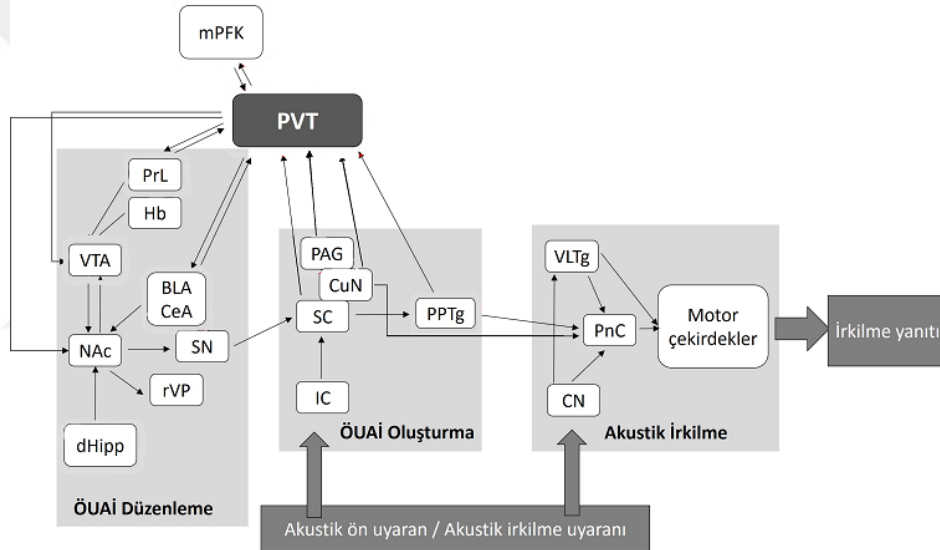 mPFK
PVT
PrL
Hb
VTA
BLA
CeA
NAc
SN
rVP
dHipp
ÖUAİ Düzenleme
PAG
CuN
SC
PPTg
IC
ÖUAİ Oluşturma
VLTg
PnC
Motor
çekirdekler
CN
Akustik İrkilme
İrkilme yanıtı
Akustik ön uyaran / Akustik irkilme uyaranı